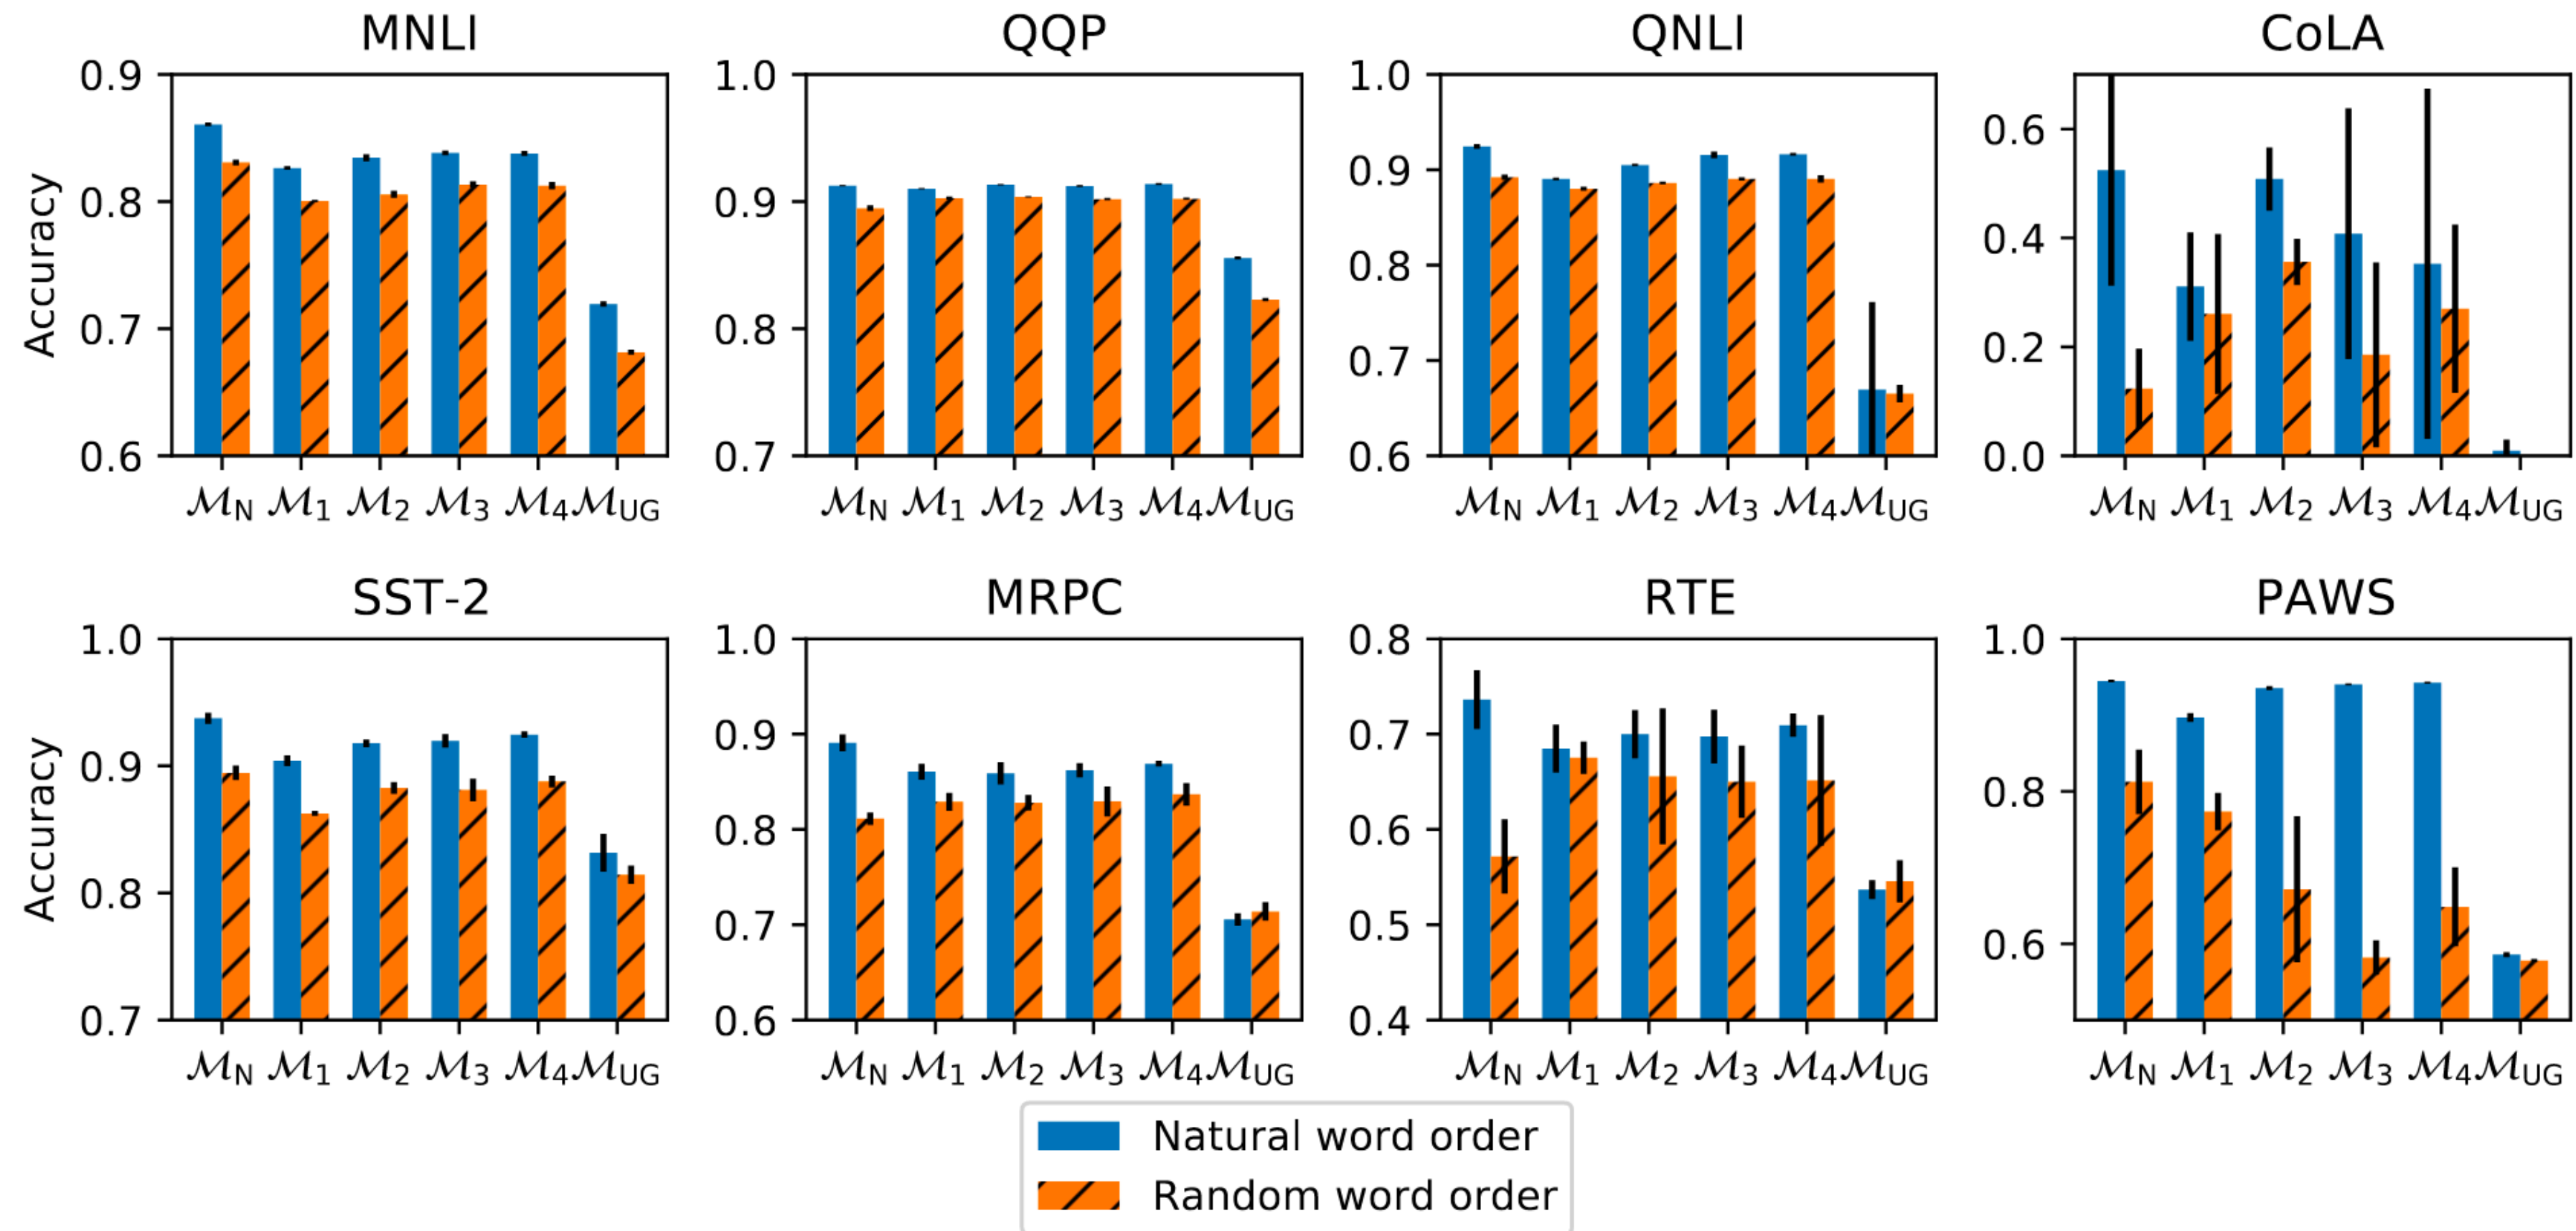 MNLI QQP QNLI CoLA
Accuracy
0.9
0.8
0.7
0.6
1.0
0.9
0.8
0.7
1.0
0.9
0.8
0.7
0.6
0.6
0.4
0.2
0.0
ℳN ℳ1 ℳ2 ℳ3 ℳ4 ℳUG
ℳN ℳ1 ℳ2 ℳ3 ℳ4 ℳUG
ℳN ℳ1 ℳ2 ℳ3 ℳ4 ℳUG
ℳN ℳ1 ℳ2 ℳ3 ℳ4 ℳUG
SST-2 MRPC RTE PAWS
Accuracy
1.0
0.9
0.8
0.7
1.0
0.9
0.8
0.7
0.6
0.8
0.7
0.6
0.5
0.4
1.0
0.8
0.6
ℳN ℳ1 ℳ2 ℳ3 ℳ4 ℳUG
ℳN ℳ1 ℳ2 ℳ3 ℳ4 ℳUG
ℳN ℳ1 ℳ2 ℳ3 ℳ4 ℳUG
ℳN ℳ1 ℳ2 ℳ3 ℳ4 ℳUG
Natural word order
Random word order